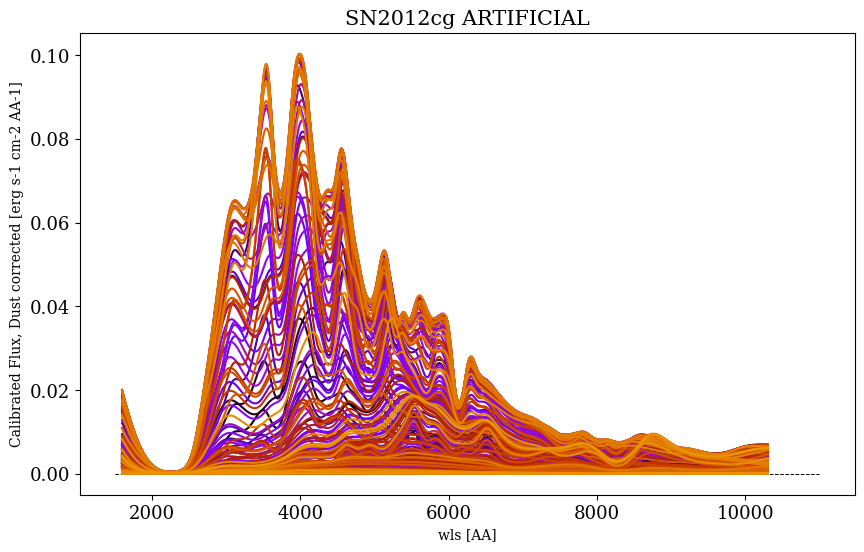 SN2012cg ARTIFICIAL
0.10
0.08
0.06
0.04
0.02
0.00
Calibrated Flux, Dust corrected [erg s-1 cm-2 AA-1]
2000 4000 6000 8000 10000
wls [AA]